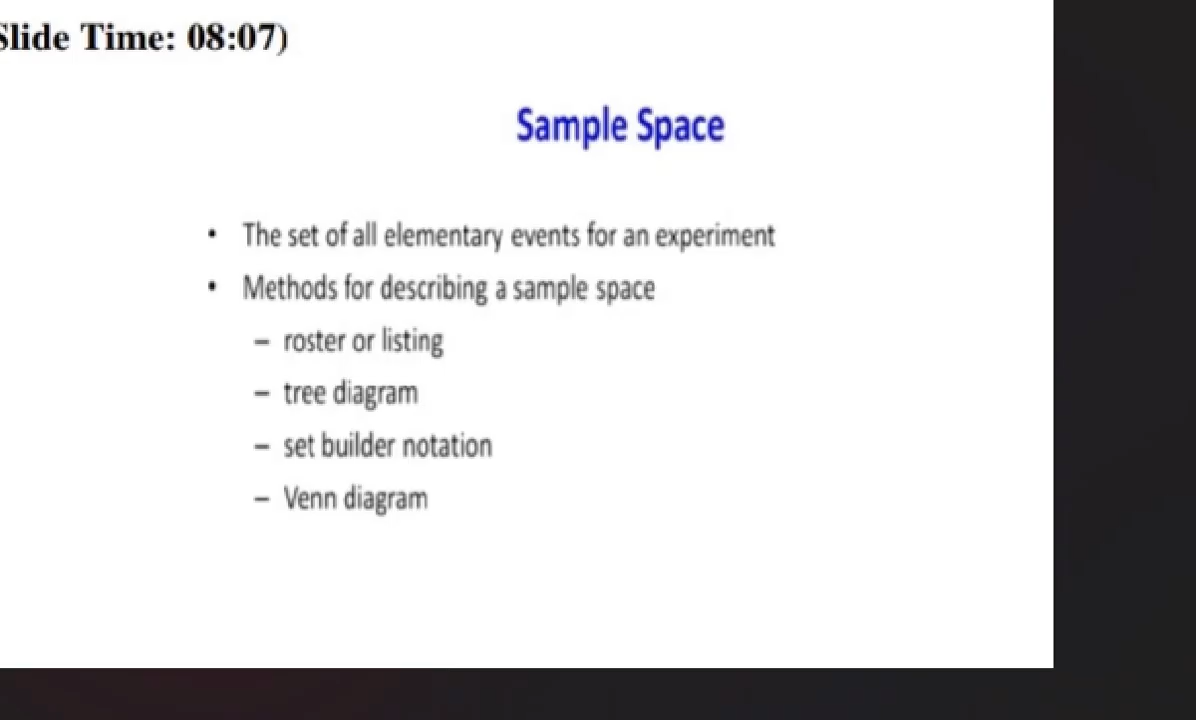 Slide Time: 08:07)
Sample Space
• The set of all elementary events for an experiment
• Methods for describing a sample space
– roster or listing
– tree diagram
– set builder notation
– Venn diagram